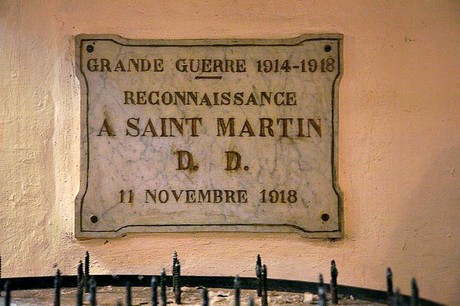 GRANDE GUERRE 1914-1918
RECONNAISSANCE
A SAINT MARTIN
D. D.
11 NOVEMBRE 1918